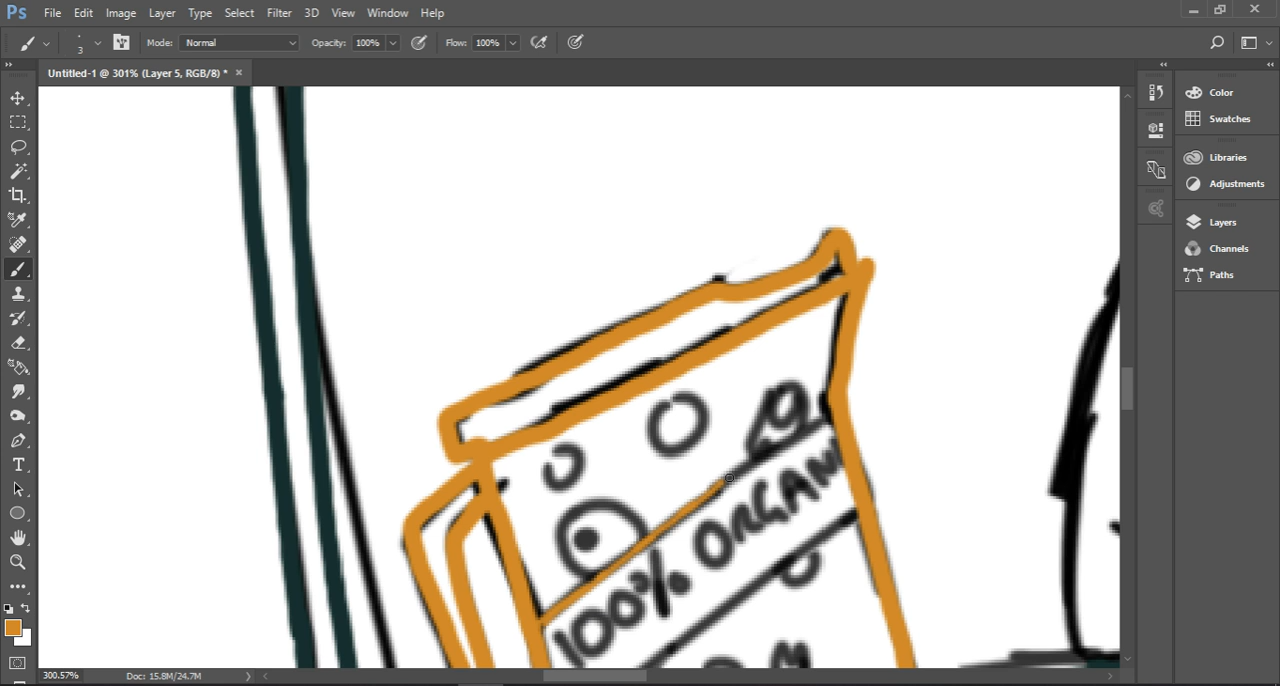 Ps File Edit Image Layer Type Select Filter 3D View Window Help
3 Mode: Normal Opacity: 100% Flow: 100%
Untitled-1 @ 301% (Layer 5, RGB/8) * ×
Color
Swatches
Libraries
Adjustments
Layers
Channels
Paths
100% ORGANI
300.57% Doc: 15.8M/24.7M